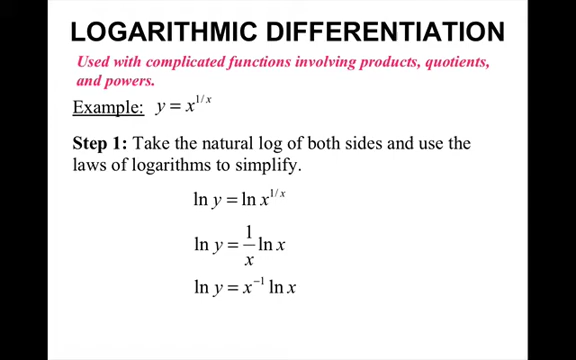 LOGARITHMIC DIFFERENTIATION
Used with complicated functions involving products, quotients,
and powers.
Example: y = x^{1/x}
Step 1: Take the natural log of both sides and use the
laws of logarithms to simplify.
ln y = ln x^{1/x}
ln y = \frac{1}{x} ln x
ln y = x^{-1} ln x